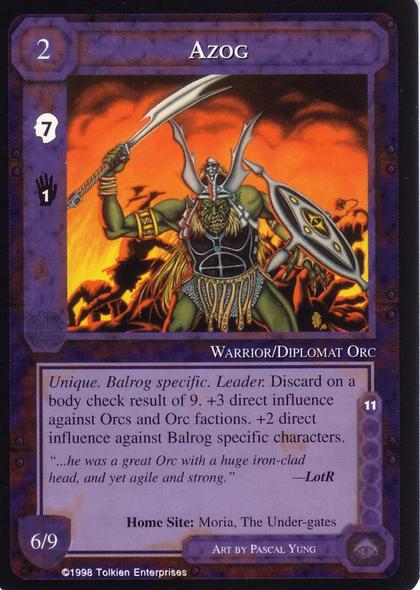 2
AZOG
7
1
WARRIOR/DIPLOMAT ORC
Unique. Balrog specific. Leader. Discard on a
body check result of 9. +3 direct influence
against Orcs and Orc factions. +2 direct
influence against Balrog specific characters.
11
“...he was a great Orc with a huge iron-clad
head, and yet agile and strong.” —LotR
Home Site: Moria, The Under-gates
6/9
ART BY PASCAL YUNG
©1998 Tolkien Enterprises